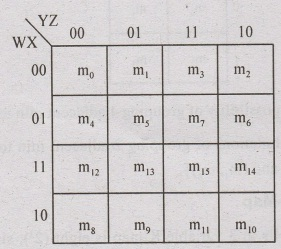 YZ
WX
00 01 11 10
00 m₀ m₁ m₃ m₂
01 m₄ m₅ m₇ m₆
11 m₁₂ m₁₃ m₁₅ m₁₄
10 m₈ m₉ m₁₁ m₁₀